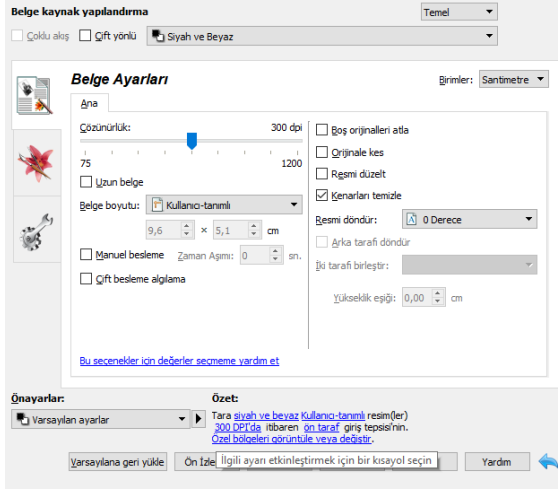 Belge kaynak yapılandırma
Temel
Çoklu akış
Çift yönlü
Siyah ve Beyaz
Belge Ayarları
Birimler:
Santimetre
Ana
Çözünürlük:
300 dpi
75
1200
Uzun belge
Belge boyutu:
Kullanıcı-tanımlı
9,6 × 5,1 cm
Manuel besleme
Zaman Aşımı: 0 sn.
Çift besleme algılama
Boş orijinalleri atla
Orijinale kes
Resmi düzelt
Kenarları temizle
Resmi döndür:
0 Derece
Arka tarafı döndür
İki tarafı birleştir:
Yükseklik eşiği: 0,00 cm
Bu seçenekler için değerler seçmeme yardım et
Önayarlar:
Varsayılan ayarlar
Özet:
Tara siyah ve beyaz Kullanıcı-tanımlı resim(ler)
300 DPI'da itibaren ön taraf giriş tepsisi'nin.
Özel bölgeleri görüntüle veya değiştir.
Varsayılana geri yükle
Ön İzle
İlgili ayarı etkinleştirmek için bir kısayol seçin
Yardım